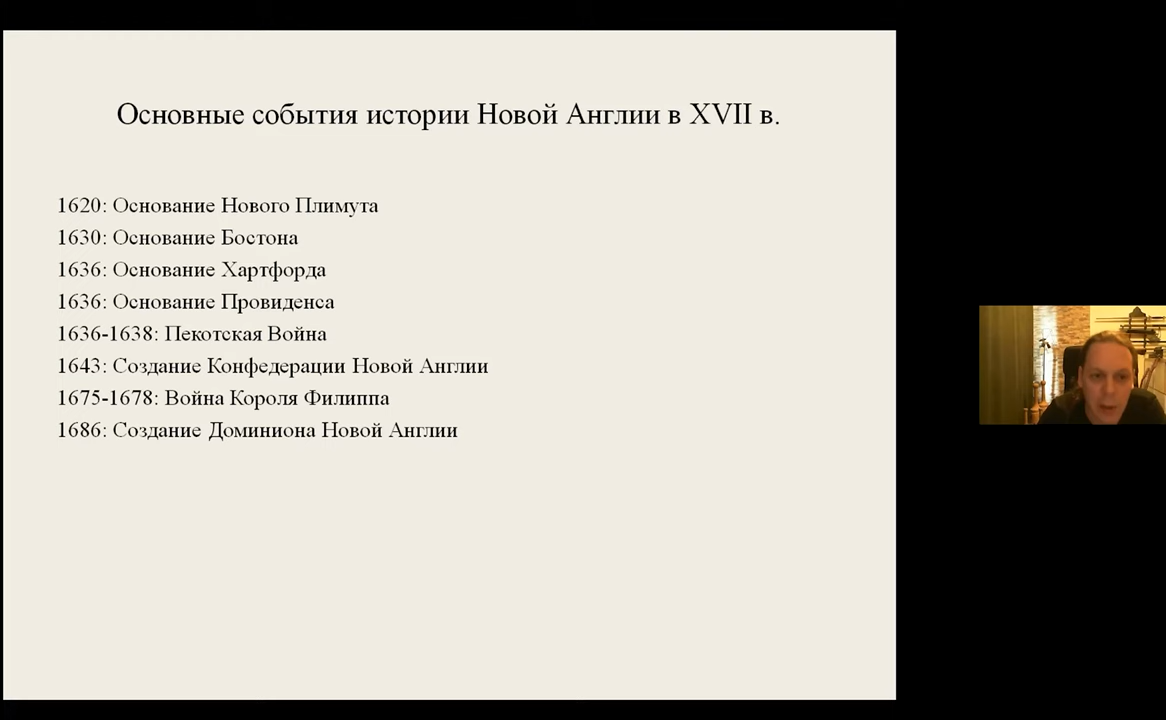 Основные события истории Новой Англии в XVII в.
1620: Основание Нового Плимута
1630: Основание Бостона
1636: Основание Хартфорда
1636: Основание Провиденса
1636-1638: Пекотская Война
1643: Создание Конфедерации Новой Англии
1675-1678: Война Короля Филиппа
1686: Создание Доминиона Новой Англии